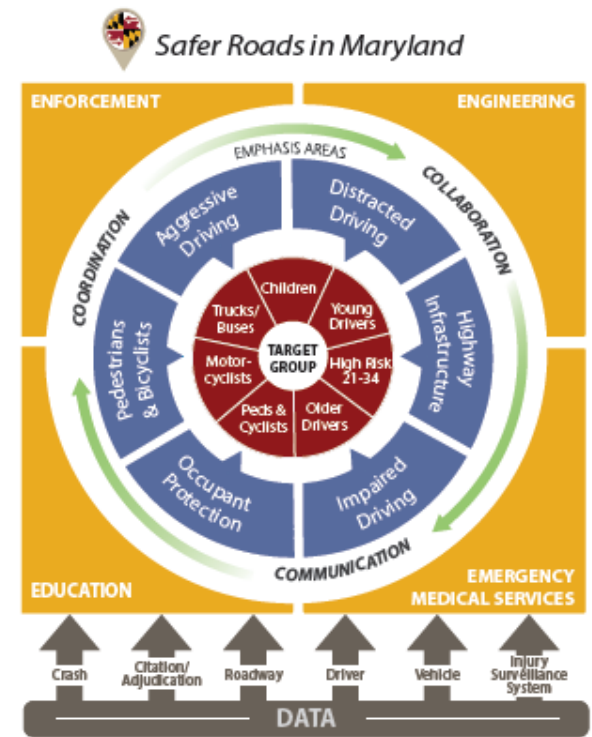 Safer Roads in Maryland
ENFORCEMENT
ENGINEERING
EMPHASIS AREAS
COORDINATION
COLLABORATION
COMMUNICATION
Aggressive
Driving
Distracted
Driving
Highway
Infrastructure
Impaired
Driving
Occupant
Protection
Pedestrians
& Bicyclists
Children
Young
Drivers
High Risk
21-34
Older
Drivers
Peds &
Cyclists
Motor-
cyclists
Trucks/
Buses
TARGET
GROUP
EDUCATION
EMERGENCY
MEDICAL SERVICES
Crash
Citation/
Adjudication
Roadway
Driver
Vehicle
Injury
Surveillance
System
DATA